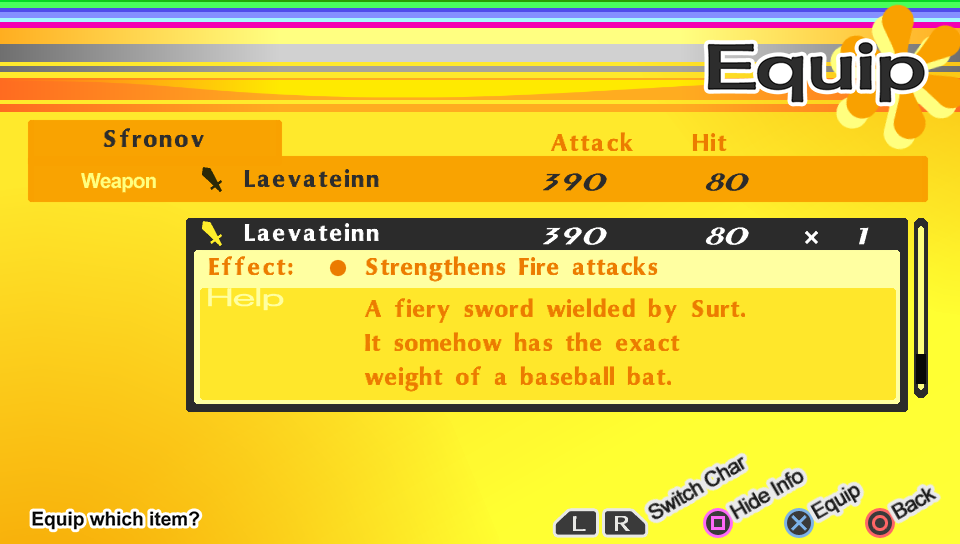 Equip
Sfronov Attack Hit
Weapon Laevateinn 390 80
Laevateinn 390 80 × 1
Effect: ● Strengthens Fire attacks
Help
A fiery sword wielded by Surt.
It somehow has the exact
weight of a baseball bat.
Equip which item?
L R Switch Char Hide Info Equip Back